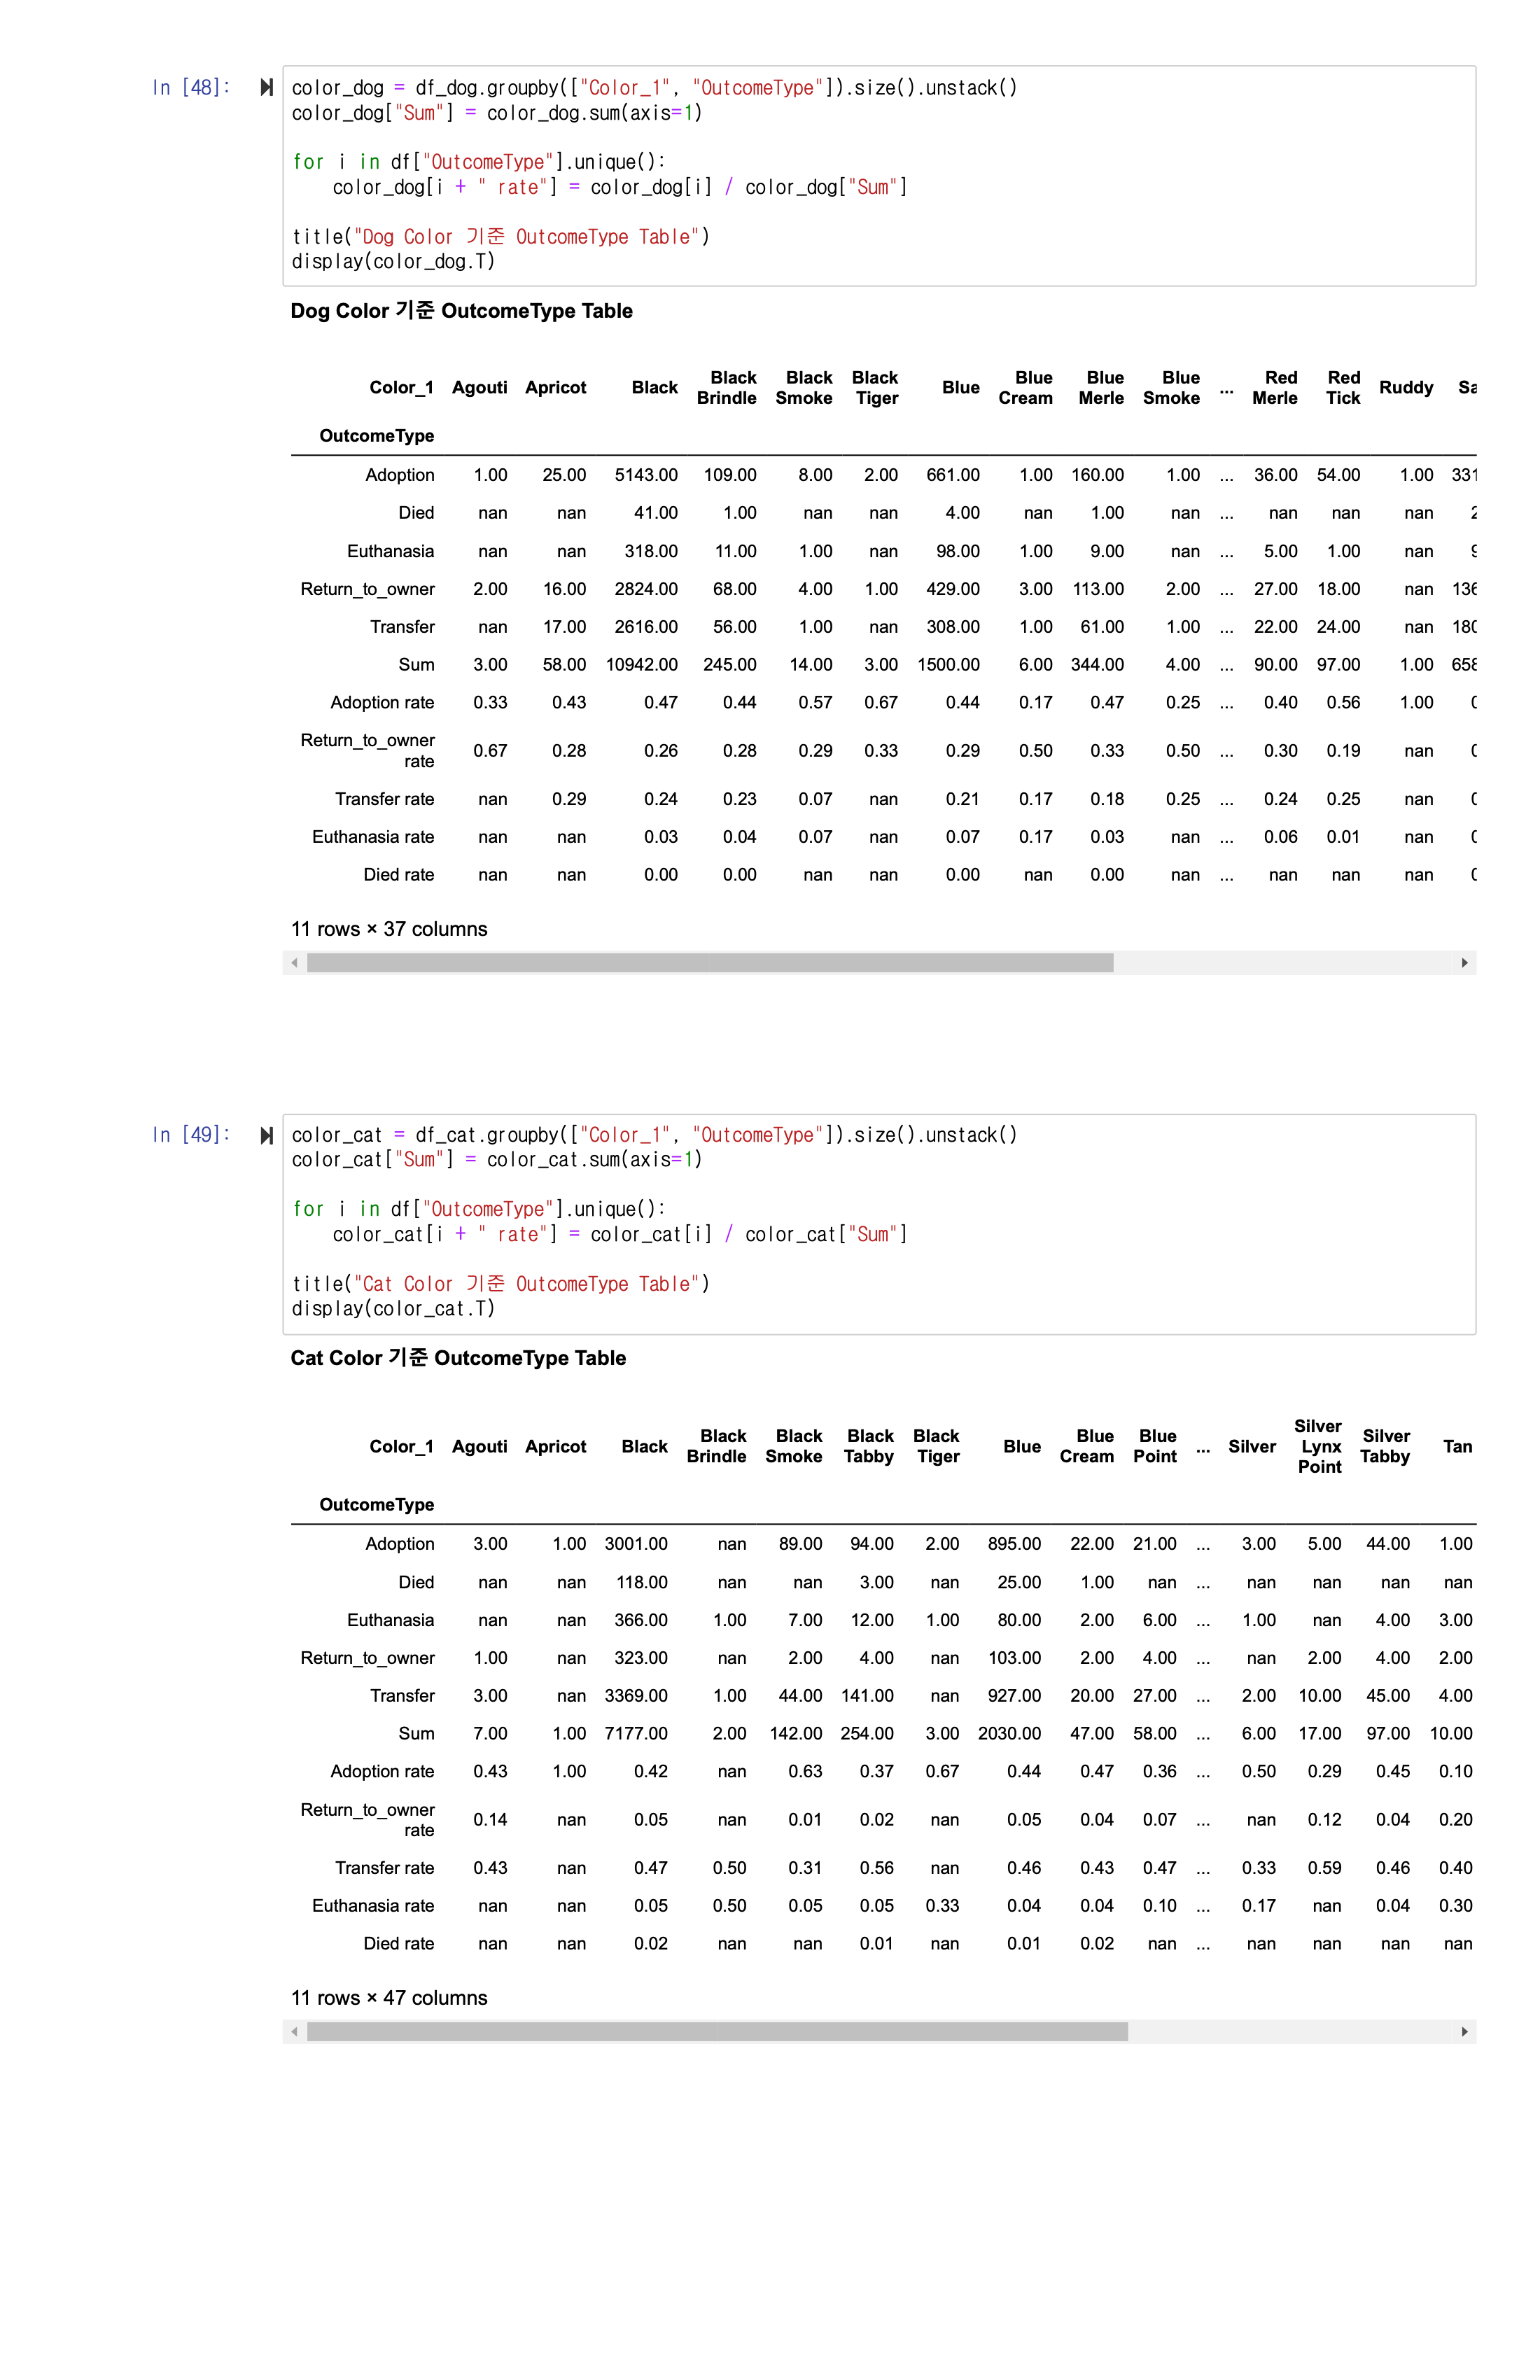 In [48]:
color_dog = df_dog.groupby(["Color_1", "OutcomeType"]).size().unstack()
color_dog["Sum"] = color_dog.sum(axis=1)
for i in df["OutcomeType"].unique():
    color_dog[i + " rate"] = color_dog[i] / color_dog["Sum"]
title("Dog Color 기준 OutcomeType Table")
display(color_dog.T)
Dog Color 기준 OutcomeType Table
Color_1 Agouti Apricot Black Black Brindle Black Smoke Black Tiger Blue Blue Cream Blue Merle Blue Smoke ... Red Merle Red Tick Ruddy Sa
OutcomeType
Adoption 1.00 25.00 5143.00 109.00 8.00 2.00 661.00 1.00 160.00 1.00 ... 36.00 54.00 1.00 331
Died nan nan 41.00 1.00 nan nan 4.00 nan 1.00 nan ... nan nan nan 2
Euthanasia nan nan 318.00 11.00 1.00 nan 98.00 1.00 9.00 nan ... 5.00 1.00 nan
Return_to_owner 2.00 16.00 2824.00 68.00 4.00 1.00 429.00 3.00 113.00 2.00 ... 27.00 18.00 nan 136
Transfer nan 17.00 2616.00 56.00 1.00 nan 308.00 1.00 61.00 1.00 ... 22.00 24.00 nan 180
Sum 3.00 58.00 10942.00 245.00 14.00 3.00 1500.00 6.00 344.00 4.00 ... 90.00 97.00 1.00 658
Adoption rate 0.33 0.43 0.47 0.44 0.57 0.67 0.44 0.17 0.47 0.25 ... 0.40 0.56 1.00
Return_to_owner rate 0.67 0.28 0.26 0.28 0.29 0.33 0.29 0.50 0.33 0.50 ... 0.30 0.19 nan
Transfer rate nan 0.29 0.24 0.23 0.07 nan 0.21 0.17 0.18 0.25 ... 0.24 0.25 nan
Euthanasia rate nan nan 0.03 0.04 0.07 nan 0.07 0.17 0.03 nan ... 0.06 0.01 nan
Died rate nan nan 0.00 0.00 nan nan 0.00 nan 0.00 nan ... nan nan nan
11 rows × 37 columns
In [49]:
color_cat = df_cat.groupby(["Color_1", "OutcomeType"]).size().unstack()
color_cat["Sum"] = color_cat.sum(axis=1)
for i in df["OutcomeType"].unique():
    color_cat[i + " rate"] = color_cat[i] / color_cat["Sum"]
title("Cat Color 기준 OutcomeType Table")
display(color_cat.T)
Cat Color 기준 OutcomeType Table
Color_1 Agouti Apricot Black Black Brindle Black Smoke Black Tabby Black Tiger Blue Blue Cream Blue Point ... Silver Silver Lynx Point Silver Tabby Tan
OutcomeType
Adoption 3.00 1.00 3001.00 nan 89.00 94.00 2.00 895.00 22.00 21.00 ... 3.00 5.00 44.00 1.00
Died nan nan 118.00 nan nan 3.00 nan 25.00 1.00 nan ... nan nan nan nan
Euthanasia nan nan 366.00 1.00 7.00 12.00 1.00 80.00 2.00 6.00 ... 1.00 nan 4.00 3.00
Return_to_owner 1.00 nan 323.00 nan 2.00 4.00 nan 103.00 2.00 4.00 ... nan 2.00 4.00 2.00
Transfer 3.00 nan 3369.00 1.00 44.00 141.00 nan 927.00 20.00 27.00 ... 2.00 10.00 45.00 4.00
Sum 7.00 1.00 7177.00 2.00 142.00 254.00 3.00 2030.00 47.00 58.00 ... 6.00 17.00 97.00 10.00
Adoption rate 0.43 1.00 0.42 nan 0.63 0.37 0.67 0.44 0.47 0.36 ... 0.50 0.29 0.45 0.10
Return_to_owner rate 0.14 nan 0.05 nan 0.01 0.02 nan 0.05 0.04 0.07 ... nan 0.12 0.04 0.20
Transfer rate 0.43 nan 0.47 0.50 0.31 0.56 nan 0.46 0.43 0.47 ... 0.33 0.59 0.46 0.40
Euthanasia rate nan nan 0.05 0.50 0.05 0.05 0.33 0.04 0.04 0.10 ... 0.17 nan 0.04 0.30
Died rate nan nan 0.02 nan nan 0.01 nan 0.01 0.02 nan ... nan nan nan nan
11 rows × 47 columns